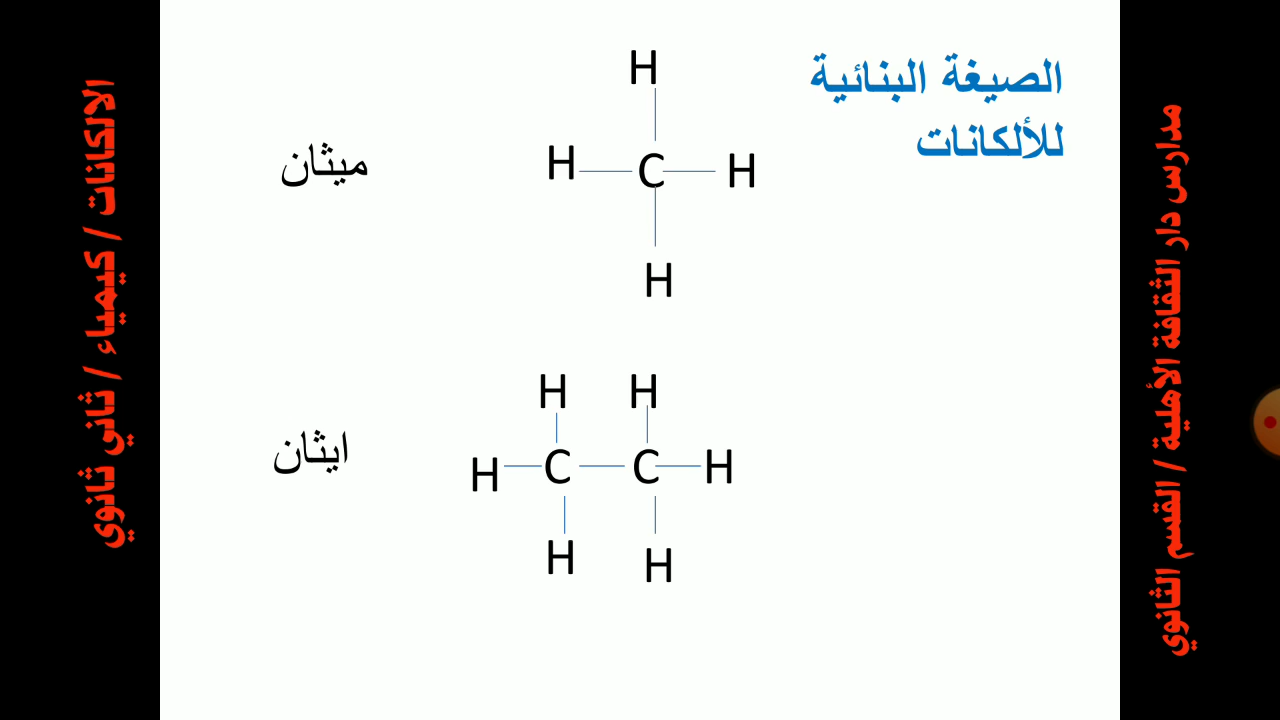 الصيغة البنائية
للألكانات
H
H C H
ميثان
H
H H
H C C H
ايثان
H H
مدارس دار الثقافة الأهلية / القسم الثانوي
الالكانات / كيمياء / ثاني ثانوي